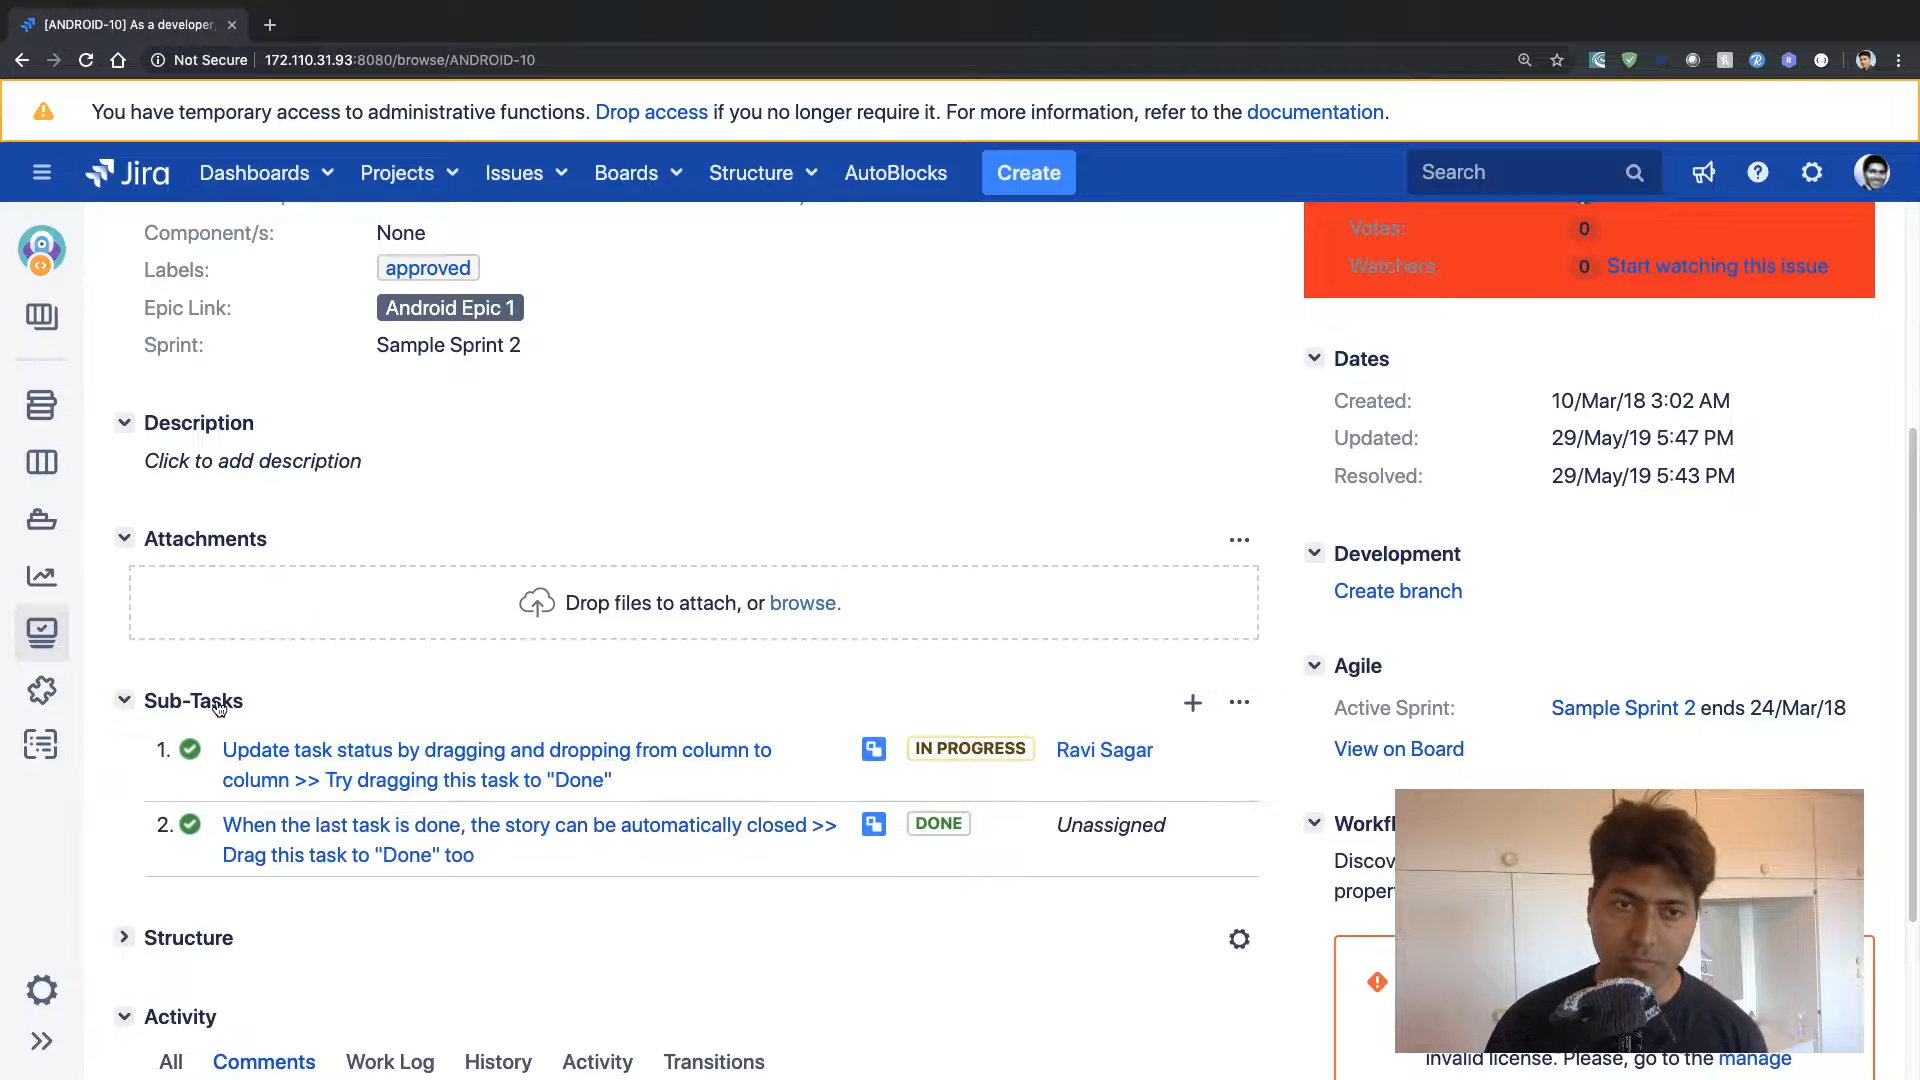 [ANDROID-10] As a developer,
Not Secure 172.110.31.93:8080/browse/ANDROID-10
You have temporary access to administrative functions. Drop access if you no longer require it. For more information, refer to the documentation.
Jira Dashboards Projects Issues Boards Structure AutoBlocks Create Search
Component/s: None
Labels: approved
Epic Link: Android Epic 1
Sprint: Sample Sprint 2
Description
Click to add description
Attachments
Drop files to attach, or browse.
Sub-Tasks
1. Update task status by dragging and dropping from column to IN PROGRESS Ravi Sagar
column >> Try dragging this task to "Done"
2. When the last task is done, the story can be automatically closed >> DONE Unassigned
Drag this task to "Done" too
Structure
Activity
All Comments Work Log History Activity Transitions
Votes: 0
Watchers: 0 Start watching this issue
Dates
Created: 10/Mar/18 3:02 AM
Updated: 29/May/19 5:47 PM
Resolved: 29/May/19 5:43 PM
Development
Create branch
Agile
Active Sprint: Sample Sprint 2 ends 24/Mar/18
View on Board
Workf
Discov
proper
invalid license. Please, go to the manage